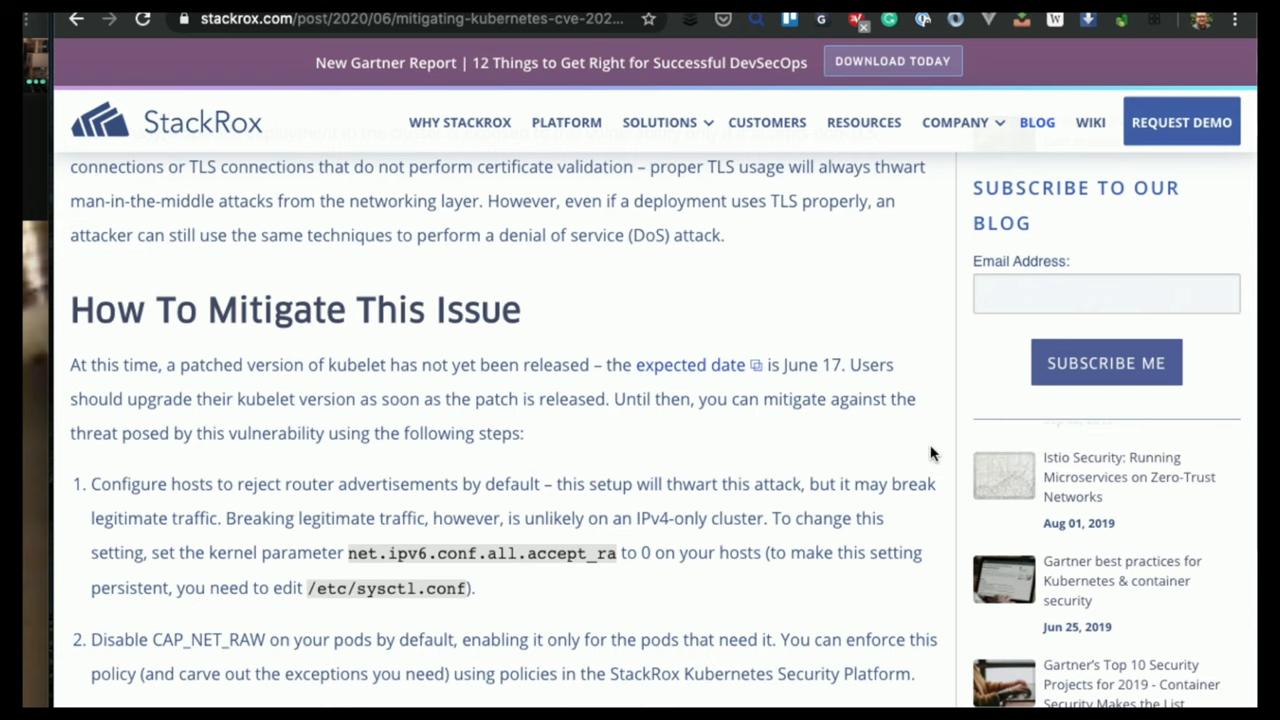 stackrox.com/post/2020/06/mitigating-kubernetes-cve-202...
New Gartner Report | 12 Things to Get Right for Successful DevSecOps
DOWNLOAD TODAY
StackRox
WHY STACKROX
PLATFORM
SOLUTIONS
CUSTOMERS
RESOURCES
COMPANY
BLOG
WIKI
REQUEST DEMO
connections or TLS connections that do not perform certificate validation – proper TLS usage will always thwart
man-in-the-middle attacks from the networking layer. However, even if a deployment uses TLS properly, an
attacker can still use the same techniques to perform a denial of service (DoS) attack.
How To Mitigate This Issue
At this time, a patched version of kubelet has not yet been released – the expected date is June 17. Users
should upgrade their kubelet version as soon as the patch is released. Until then, you can mitigate against the
threat posed by this vulnerability using the following steps:
1. Configure hosts to reject router advertisements by default – this setup will thwart this attack, but it may break
legitimate traffic. Breaking legitimate traffic, however, is unlikely on an IPv4-only cluster. To change this
setting, set the kernel parameter net.ipv6.conf.all.accept_ra to 0 on your hosts (to make this setting
persistent, you need to edit /etc/sysctl.conf).
2. Disable CAP_NET_RAW on your pods by default, enabling it only for the pods that need it. You can enforce this
policy (and carve out the exceptions you need) using policies in the StackRox Kubernetes Security Platform.
SUBSCRIBE TO OUR
BLOG
Email Address:
SUBSCRIBE ME
Istio Security: Running
Microservices on Zero-Trust
Networks
Aug 01, 2019
Gartner best practices for
Kubernetes & container
security
Jun 25, 2019
Gartner's Top 10 Security
Projects for 2019 - Container
Security Makes the List